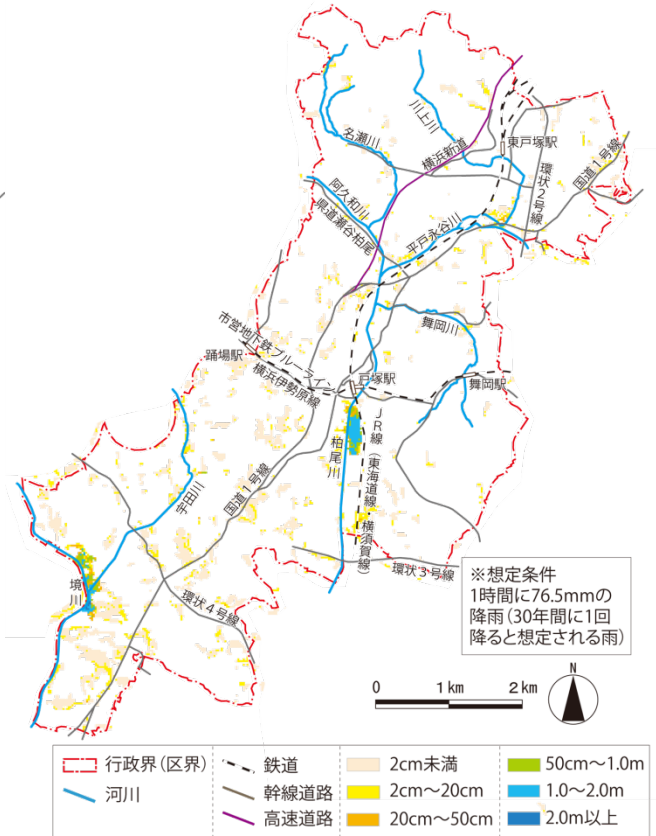 川上川
名瀬川
横浜新道
東戸塚駅
環状2号線
国道1号線
阿久和川
県道瀬谷柏尾
平戸永谷川
舞岡川
市営地下鉄ブルーライン
踊場駅
横浜伊勢原線
戸塚駅
舞岡駅
JR線(東海道線・横須賀線)
柏尾川
国道1号線
宇田川
境川
環状3号線
環状4号線
※想定条件
1時間に76.5mmの
降雨(30年間に1回
降ると想定される雨)
0 1km 2km
N
行政界(区界)
河川
鉄道
幹線道路
高速道路
2cm未満
2cm〜20cm
20cm〜50cm
50cm〜1.0m
1.0〜2.0m
2.0m以上